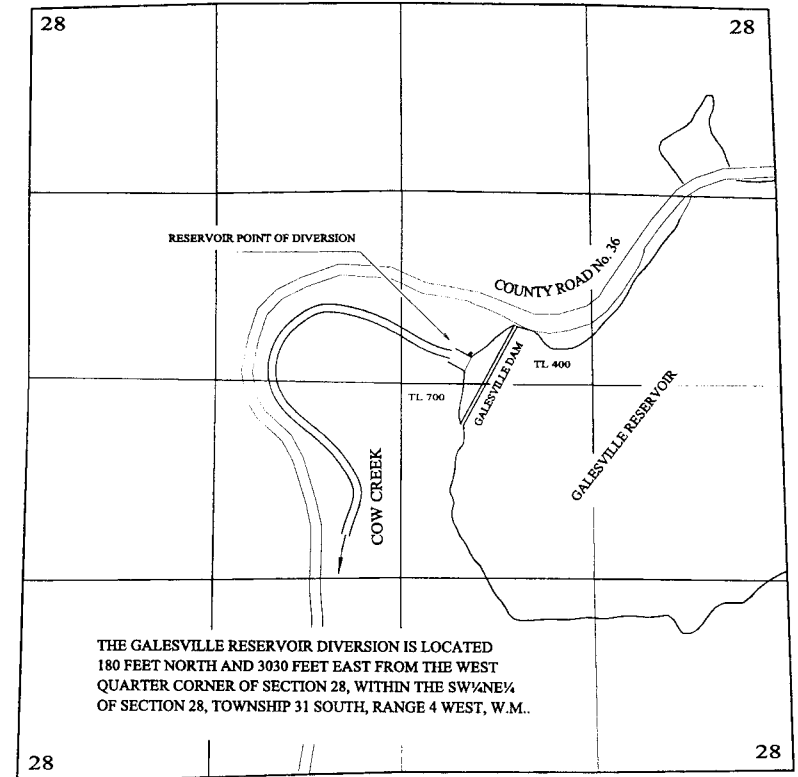 28
28
RESERVOIR POINT OF DIVERSION
COUNTY ROAD No. 36
GALESVILLE DAM
TL 400
TL 700
GALESVILLE RESERVOIR
COW CREEK
THE GALESVILLE RESERVOIR DIVERSION IS LOCATED
180 FEET NORTH AND 3030 FEET EAST FROM THE WEST
QUARTER CORNER OF SECTION 28, WITHIN THE SW¼NE¼
OF SECTION 28, TOWNSHIP 31 SOUTH, RANGE 4 WEST, W.M..
28
28